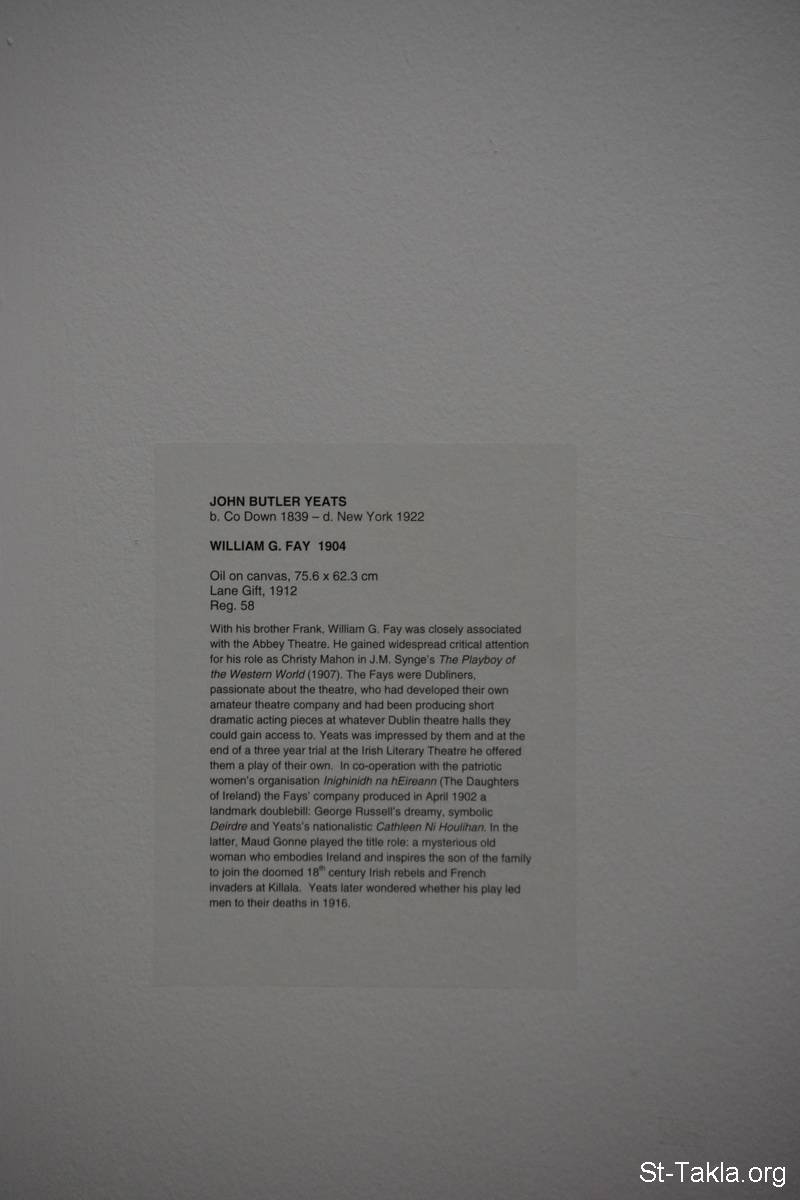 JOHN BUTLER YEATS
b. Co Down 1839 – d. New York 1922
WILLIAM G. FAY 1904
Oil on canvas, 75.6 x 62.3 cm
Lane Gift, 1912
Reg. 58
With his brother Frank, William G. Fay was closely associated
with the Abbey Theatre. He gained widespread critical attention
for his role as Christy Mahon in J.M. Synge's The Playboy of
the Western World (1907). The Fays were Dubliners,
passionate about the theatre, who had developed their own
amateur theatre company and had been producing short
dramatic acting pieces at whatever Dublin theatre halls they
could gain access to. Yeats was impressed by them and at the
end of a three year trial at the Irish Literary Theatre he offered
them a play of their own. In co-operation with the patriotic
women's organisation Inighinidh na hEireann (The Daughters
of Ireland) the Fays' company produced in April 1902 a
landmark doublebill: George Russell's dreamy, symbolic
Deirdre and Yeats's nationalistic Cathleen Ni Houlihan. In the
latter, Maud Gonne played the title role: a mysterious old
woman who embodies Ireland and inspires the son of the family
to join the doomed 18th century Irish rebels and French
invaders at Killala. Yeats later wondered whether his play led
men to their deaths in 1916.
St-Takla.org